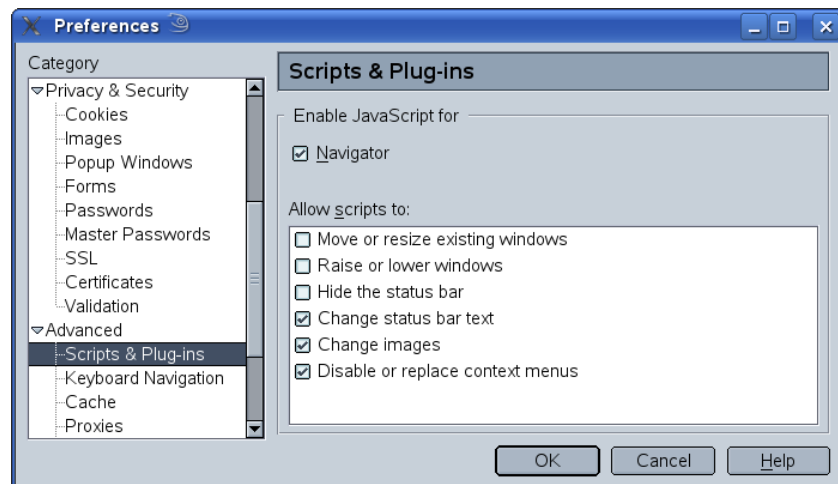 Preferences
Category
Privacy & Security
Cookies
Images
Popup Windows
Forms
Passwords
Master Passwords
SSL
Certificates
Validation
Advanced
Scripts & Plug-ins
Keyboard Navigation
Cache
Proxies
Scripts & Plug-ins
Enable JavaScript for
Navigator
Allow scripts to:
Move or resize existing windows
Raise or lower windows
Hide the status bar
Change status bar text
Change images
Disable or replace context menus
OK
Cancel
Help